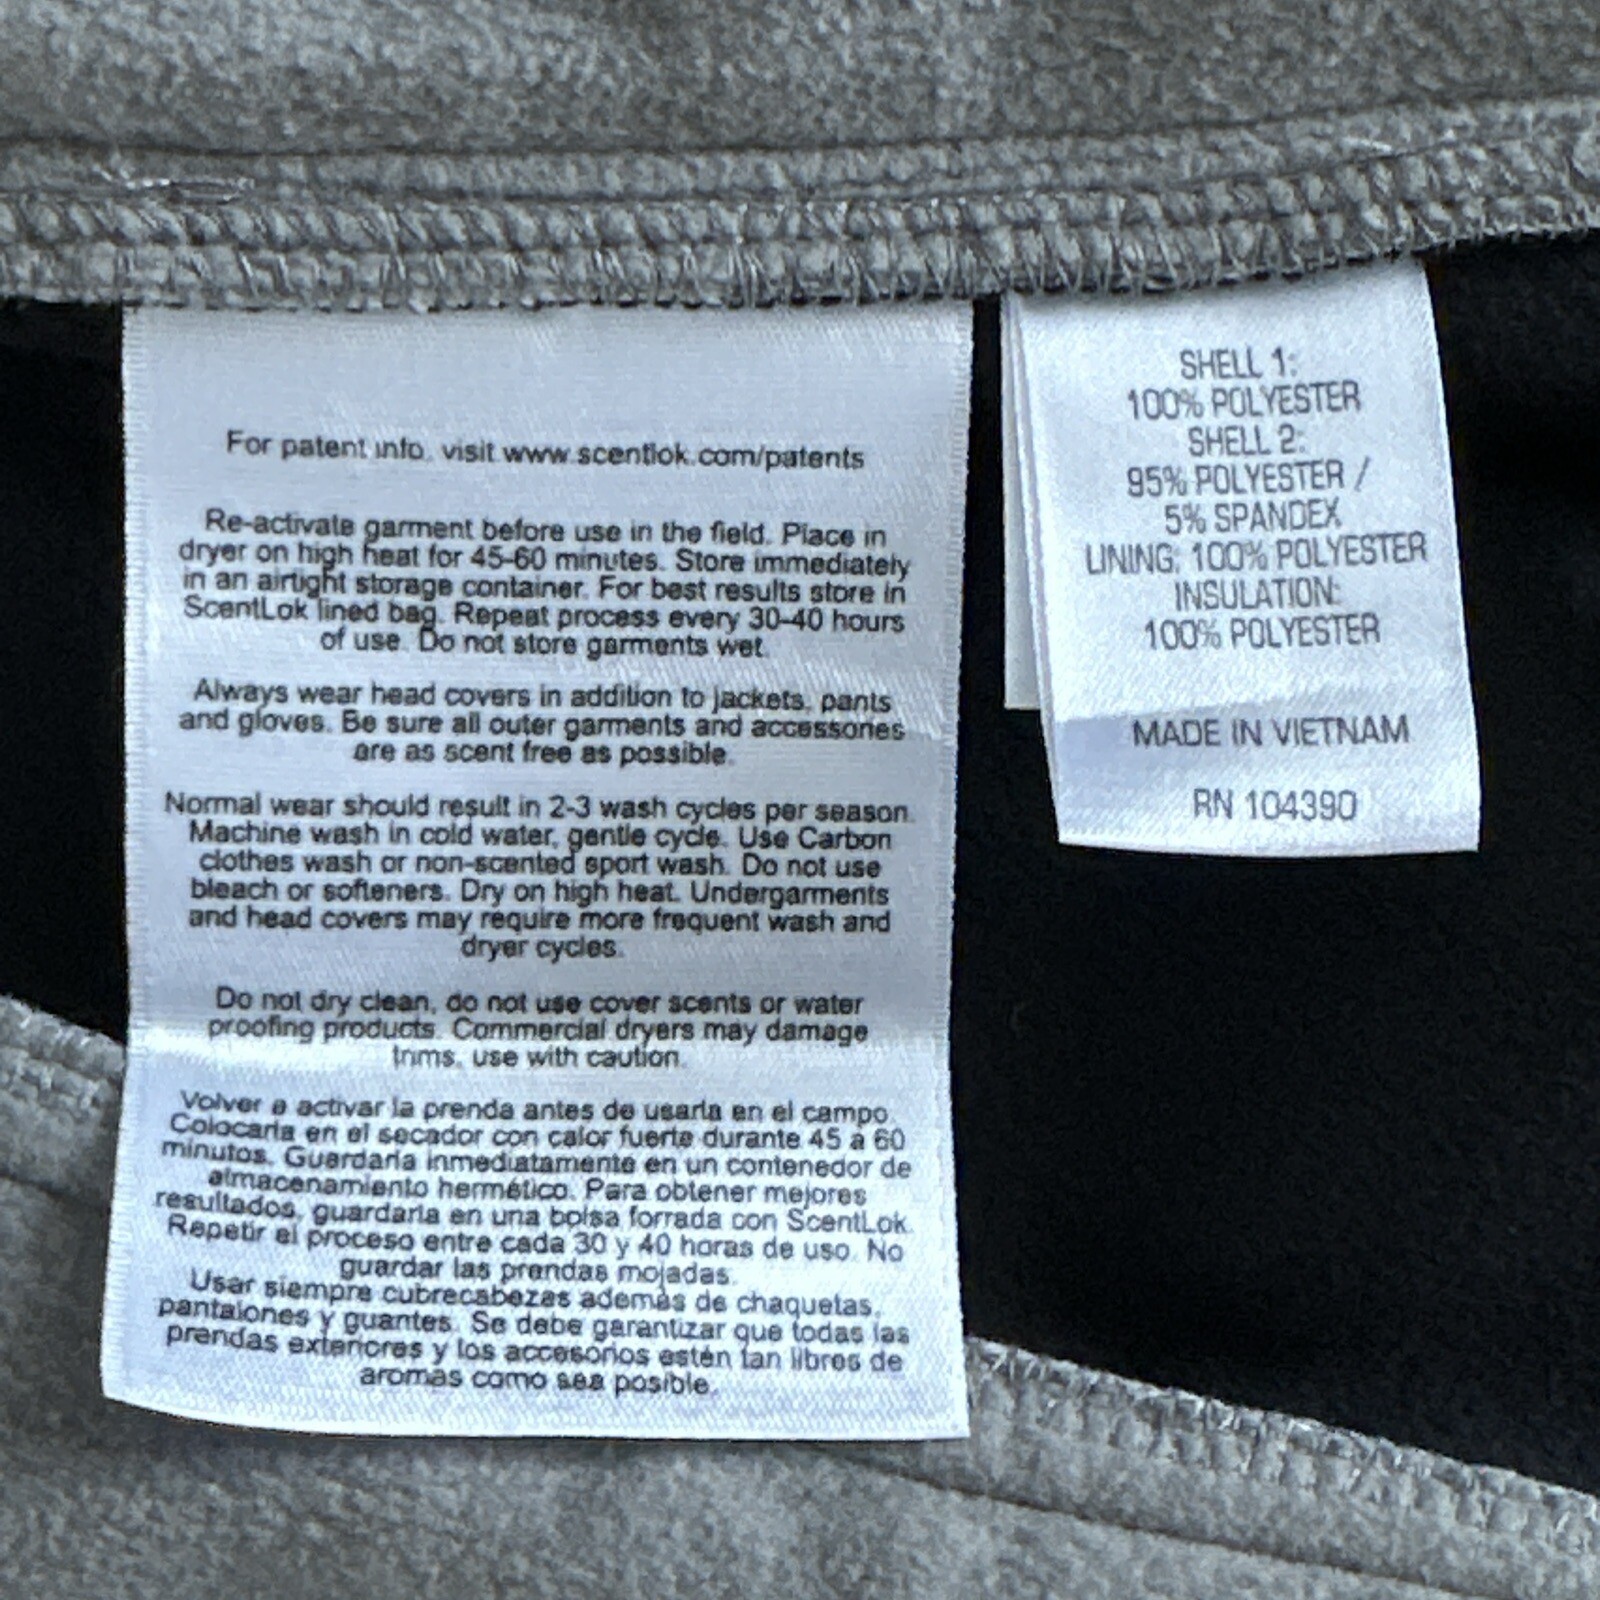 For patent info. visit www.scentlok.com/patents
Re-activate garment before use in the field. Place in
dryer on high heat for 45-60 minutes. Store immediately
in an airtight storage container. For best results store in
ScentLok lined bag. Repeat process every 30-40 hours
of use. Do not store garments wet.
Always wear head covers in addition to jackets, pants
and gloves. Be sure all outer garments and accessories
are as scent free as possible.
Normal wear should result in 2-3 wash cycles per season.
Machine wash in cold water, gentle cycle. Use Carbon
clothes wash or non-scented sport wash. Do not use
bleach or softeners. Dry on high heat. Undergarments
and head covers may require more frequent wash and
dryer cycles.
Do not dry clean, do not use cover scents or water
proofing products. Commercial dryers may damage
trims, use with caution.
Volver a activar la prenda antes de usarla en el campo.
Colocarla en el secador con calor fuerte durante 45 a 60
minutos. Guardarla inmediatamente en un contenedor de
almacenamiento hermético. Para obtener mejores
resultados, guardarla en una bolsa forrada con ScentLok.
Repetir el proceso entre cada 30 y 40 horas de uso. No
guardar las prendas mojadas.
Usar siempre cubrecabezas además de chaquetas,
pantalones y guantes. Se debe garantizar que todas las
prendas exteriores y los accesorios estén tan libres de
aromas como sea posible.
SHELL 1:
100% POLYESTER
SHELL 2:
95% POLYESTER /
5% SPANDEX
LINING: 100% POLYESTER
INSULATION:
100% POLYESTER
MADE IN VIETNAM
RN 104390